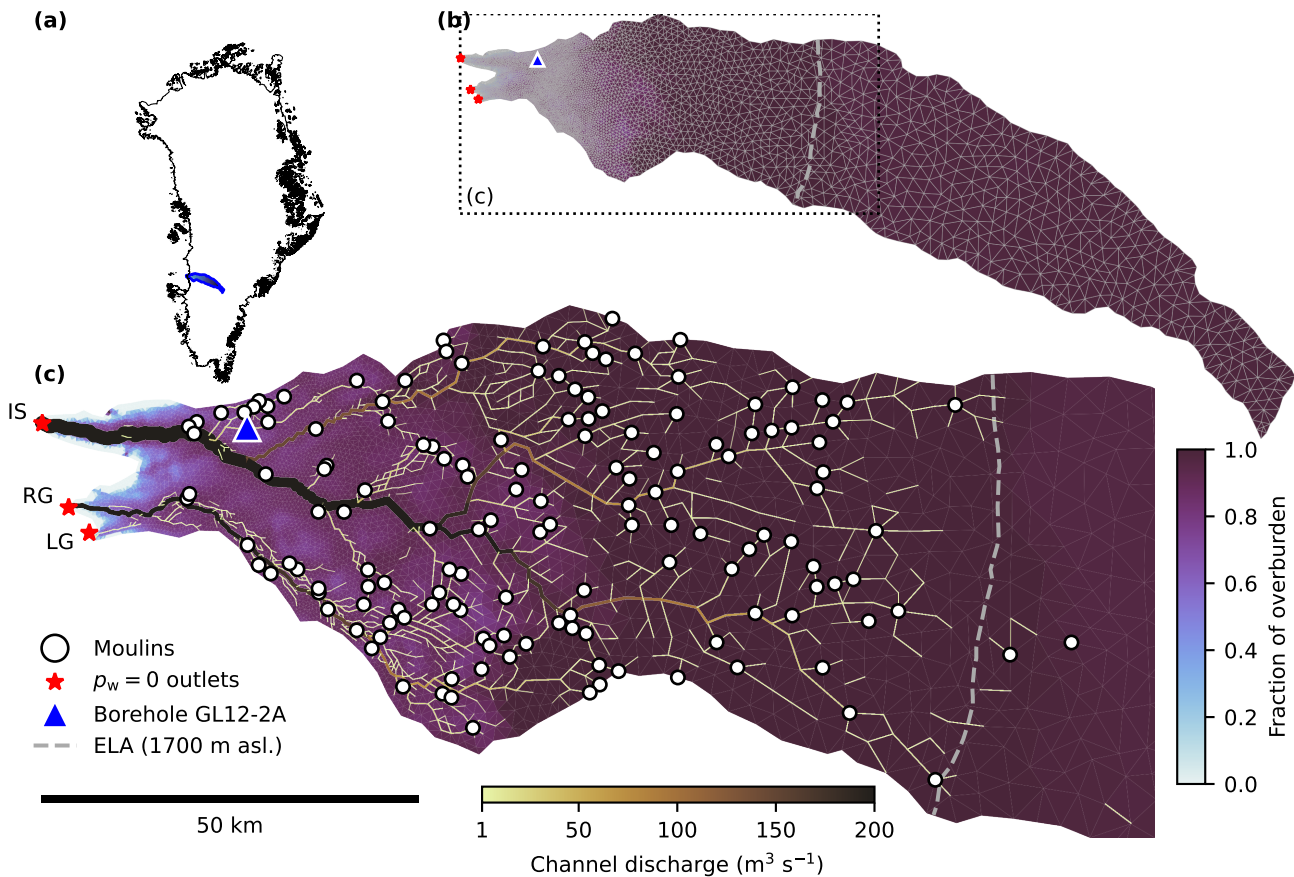 (a)
(b)
(c)
(c)
IS
RG
LG
Moulins
p_w = 0 outlets
Borehole GL12-2A
ELA (1700 m asl.)
50 km
1 50 100 150 200
Channel discharge (m³ s⁻¹)
1.0
0.8
0.6
0.4
0.2
0.0
Fraction of overburden